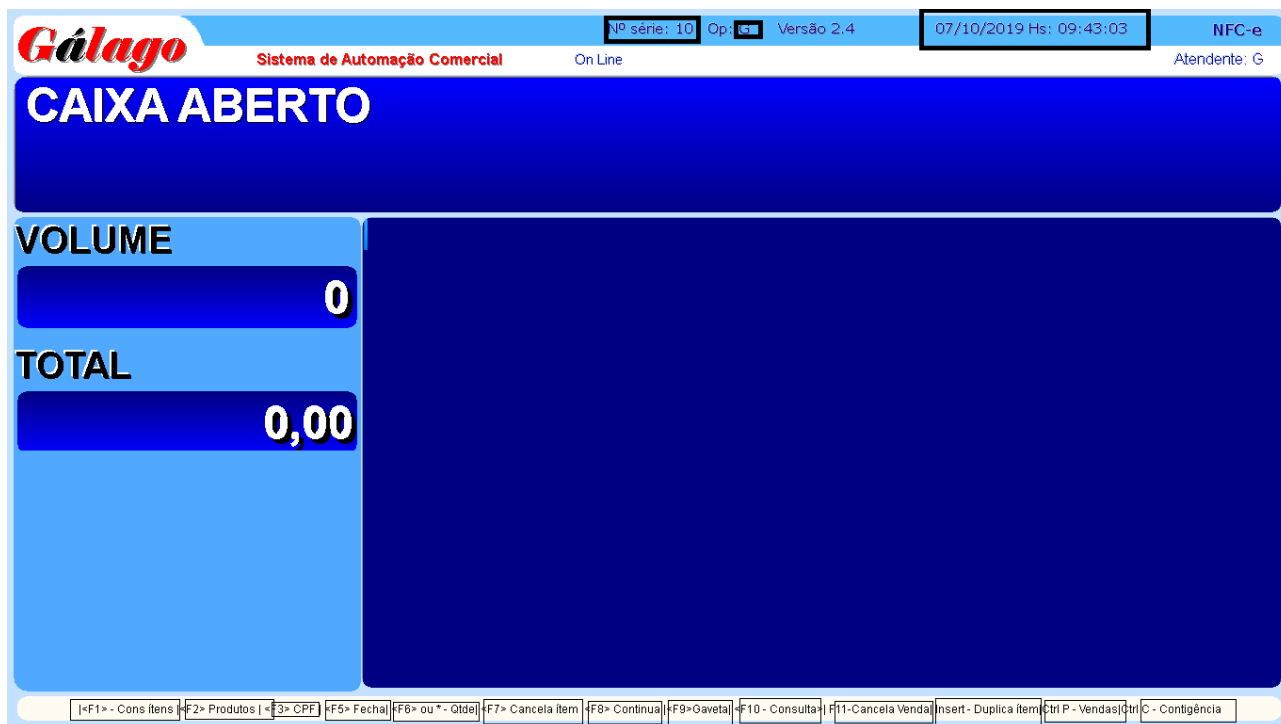 Gálago
Nº série: 10 Op: G Versão 2.4 07/10/2019 Hs: 09:43:03 NFC-e
Sistema de Automação Comercial On Line Atendente: G
CAIXA ABERTO
VOLUME
0
TOTAL
0,00
|<F1> - Cons ítens |<F2> Produtos | <F3> CPF | <F5> Fecha| <F6> ou * - Qtde| <F7> Cancela ítem | <F8> Continua| <F9>Gaveta| <F10 - Consulta>| F11-Cancela Venda| Insert - Duplica ítem|Ctrl P - Vendas|Ctrl C - Contigência